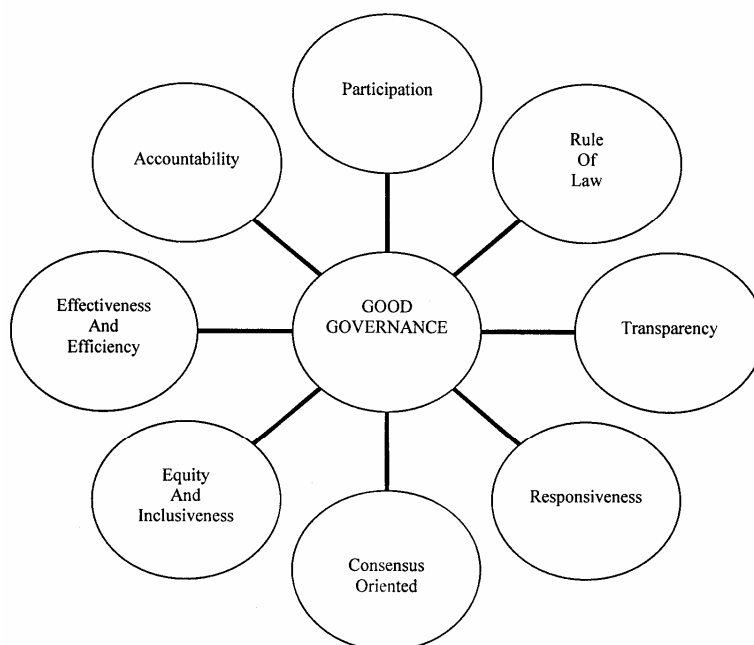 Participation
Rule
Of
Law
Accountability
Transparency
GOOD
GOVERNANCE
Effectiveness
And
Efficiency
Responsiveness
Equity
And
Inclusiveness
Consensus
Oriented